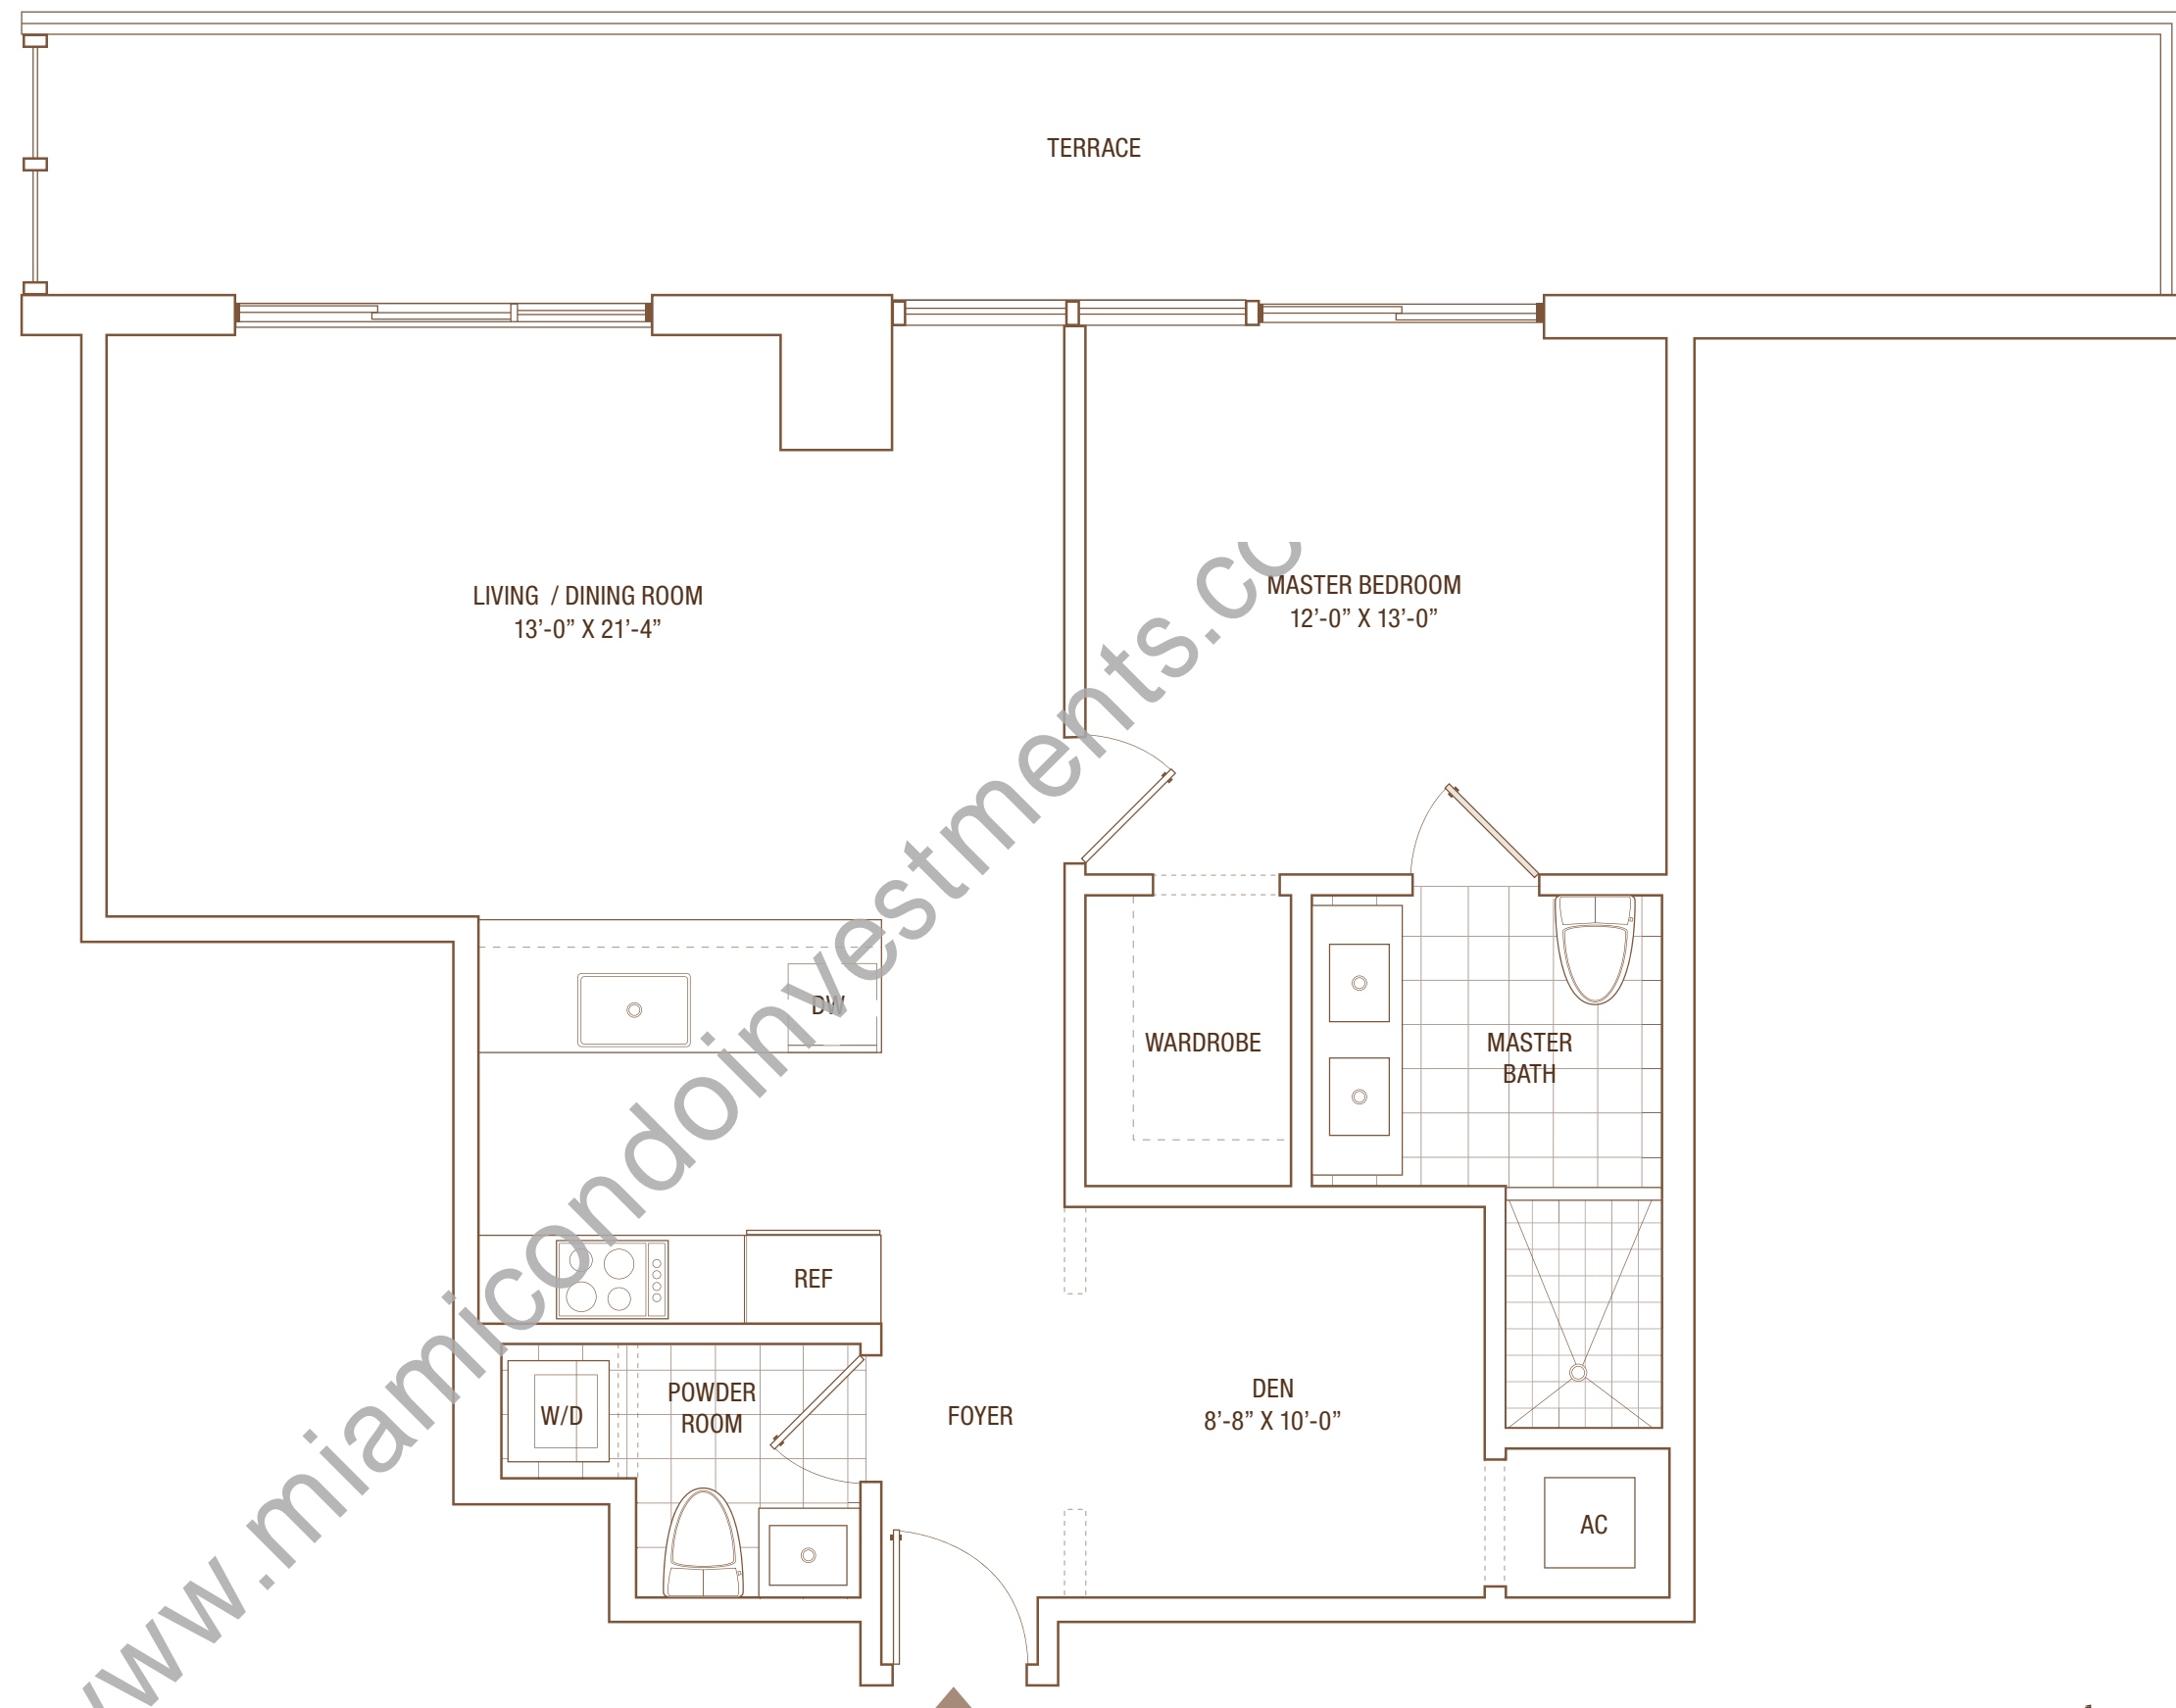 TERRACE
LIVING / DINING ROOM
13’-0” X 21’-4”
MASTER BEDROOM
12’-0” X 13’-0”
DW
WARDROBE
MASTER
BATH
REF
W/D
POWDER
ROOM
FOYER
DEN
8’-8” X 10’-0”
AC
www.miamicondoinvestments.co